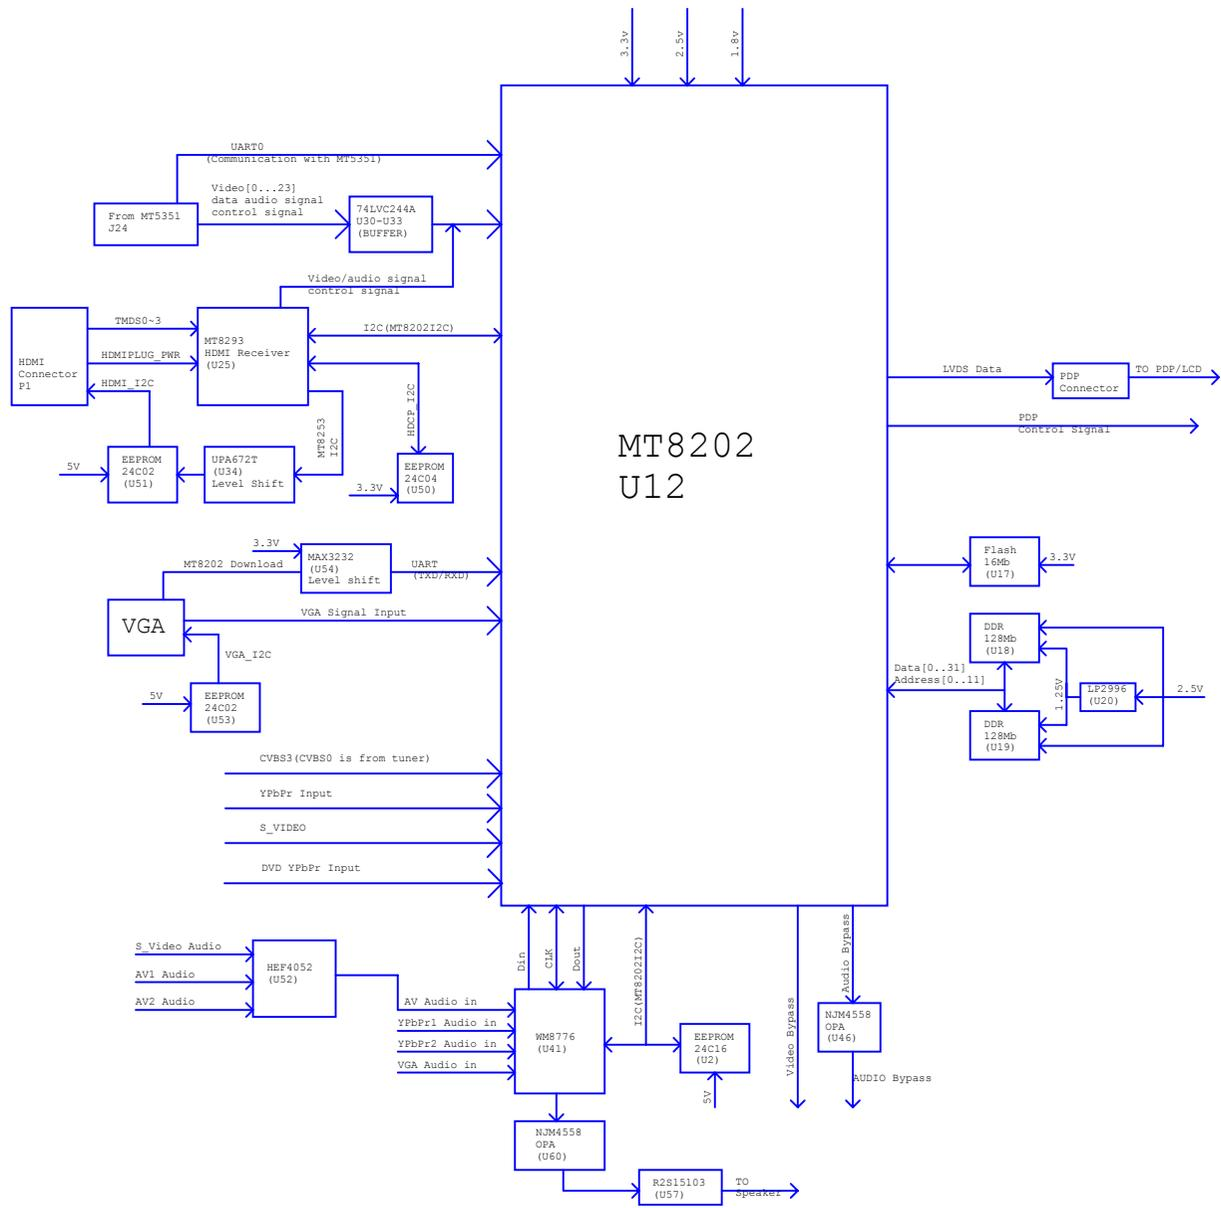 3.3v
2.5v
1.8v
UART0
(Communication with MT5351)
Video[0...23]
data audio signal
control signal
From MT5351
J24
74LVC244A
U30-U33
(BUFFER)
Video/audio signal
control signal
TMDS0~3
HDMIPLUG_PWR
HDMI_I2C
HDMI
Connector
P1
MT8293
HDMI Receiver
(U25)
I2C(MT8202I2C)
HDCP_I2C
MT8253
I2C
5V
EEPROM
24C02
(U51)
UPA672T
(U34)
Level Shift
3.3V
EEPROM
24C04
(U50)
MT8202
U12
LVDS Data
PDP
Connector
TO PDP/LCD
PDP
Control Signal
3.3V
MT8202 Download
MAX3232
(U54)
Level shift
UART
(TXD/RXD)
VGA
VGA Signal Input
VGA_I2C
5V
EEPROM
24C02
(U53)
Flash
16Mb
(U17)
3.3V
DDR
128Mb
(U18)
Data[0..31]
Address[0..11]
1.25V
LP2996
(U20)
2.5V
DDR
128Mb
(U19)
CVBS3(CVBS0 is from tuner)
YPbPr Input
S_VIDEO
DVD YPbPr Input
S_Video Audio
AV1 Audio
AV2 Audio
HEF4052
(U52)
Din
CLK
Dout
I2C(MT8202I2C)
AV Audio in
YPbPr1 Audio in
YPbPr2 Audio in
VGA Audio in
WM8776
(U41)
EEPROM
24C16
(U2)
5V
Video Bypass
Audio Bypass
NJM4558
OPA
(U46)
AUDIO Bypass
NJM4558
OPA
(U60)
R2S15103
(U57)
TO
Speaker